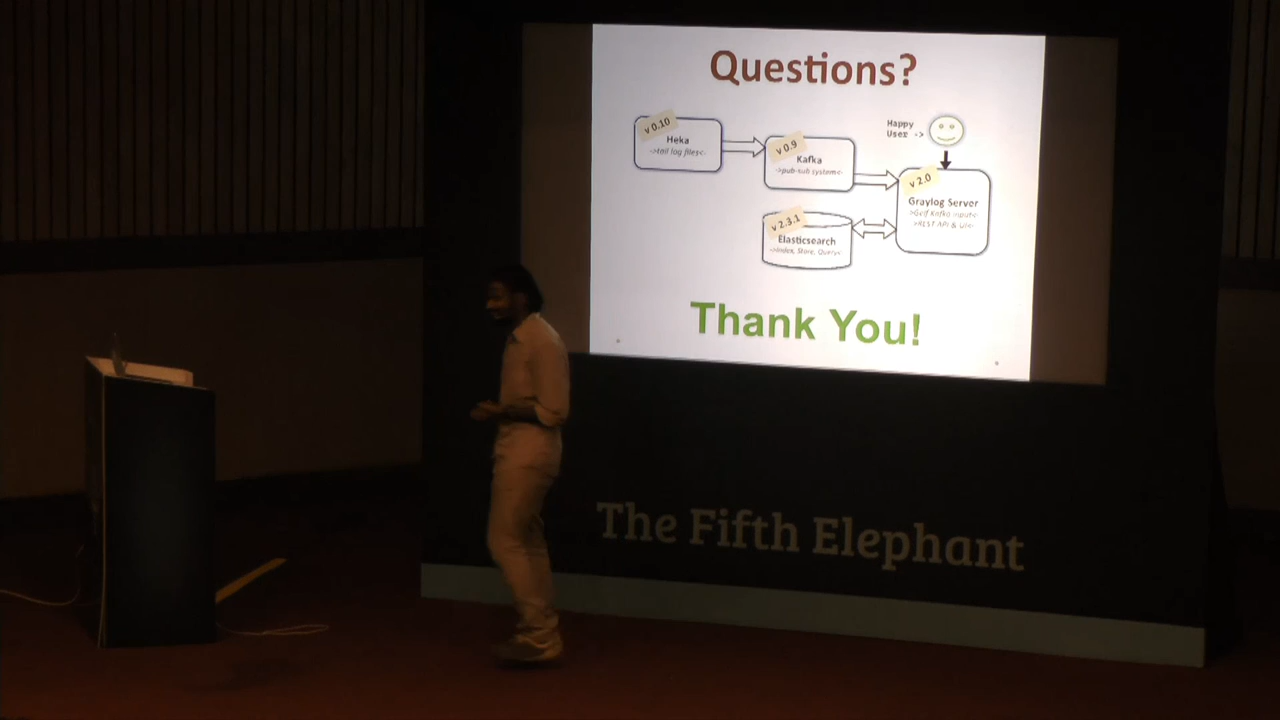 Questions?
v 0.10
Heka
->tail log files<-
v 0.9
Kafka
->pub-sub system<-
Happy
User ->
v 2.0
Graylog Server
->Gelf Kafka input<-
->REST API & UI<-
v 2.3.1
Elasticsearch
->Index, Store, Query<-
Thank You!
The Fifth Elephant